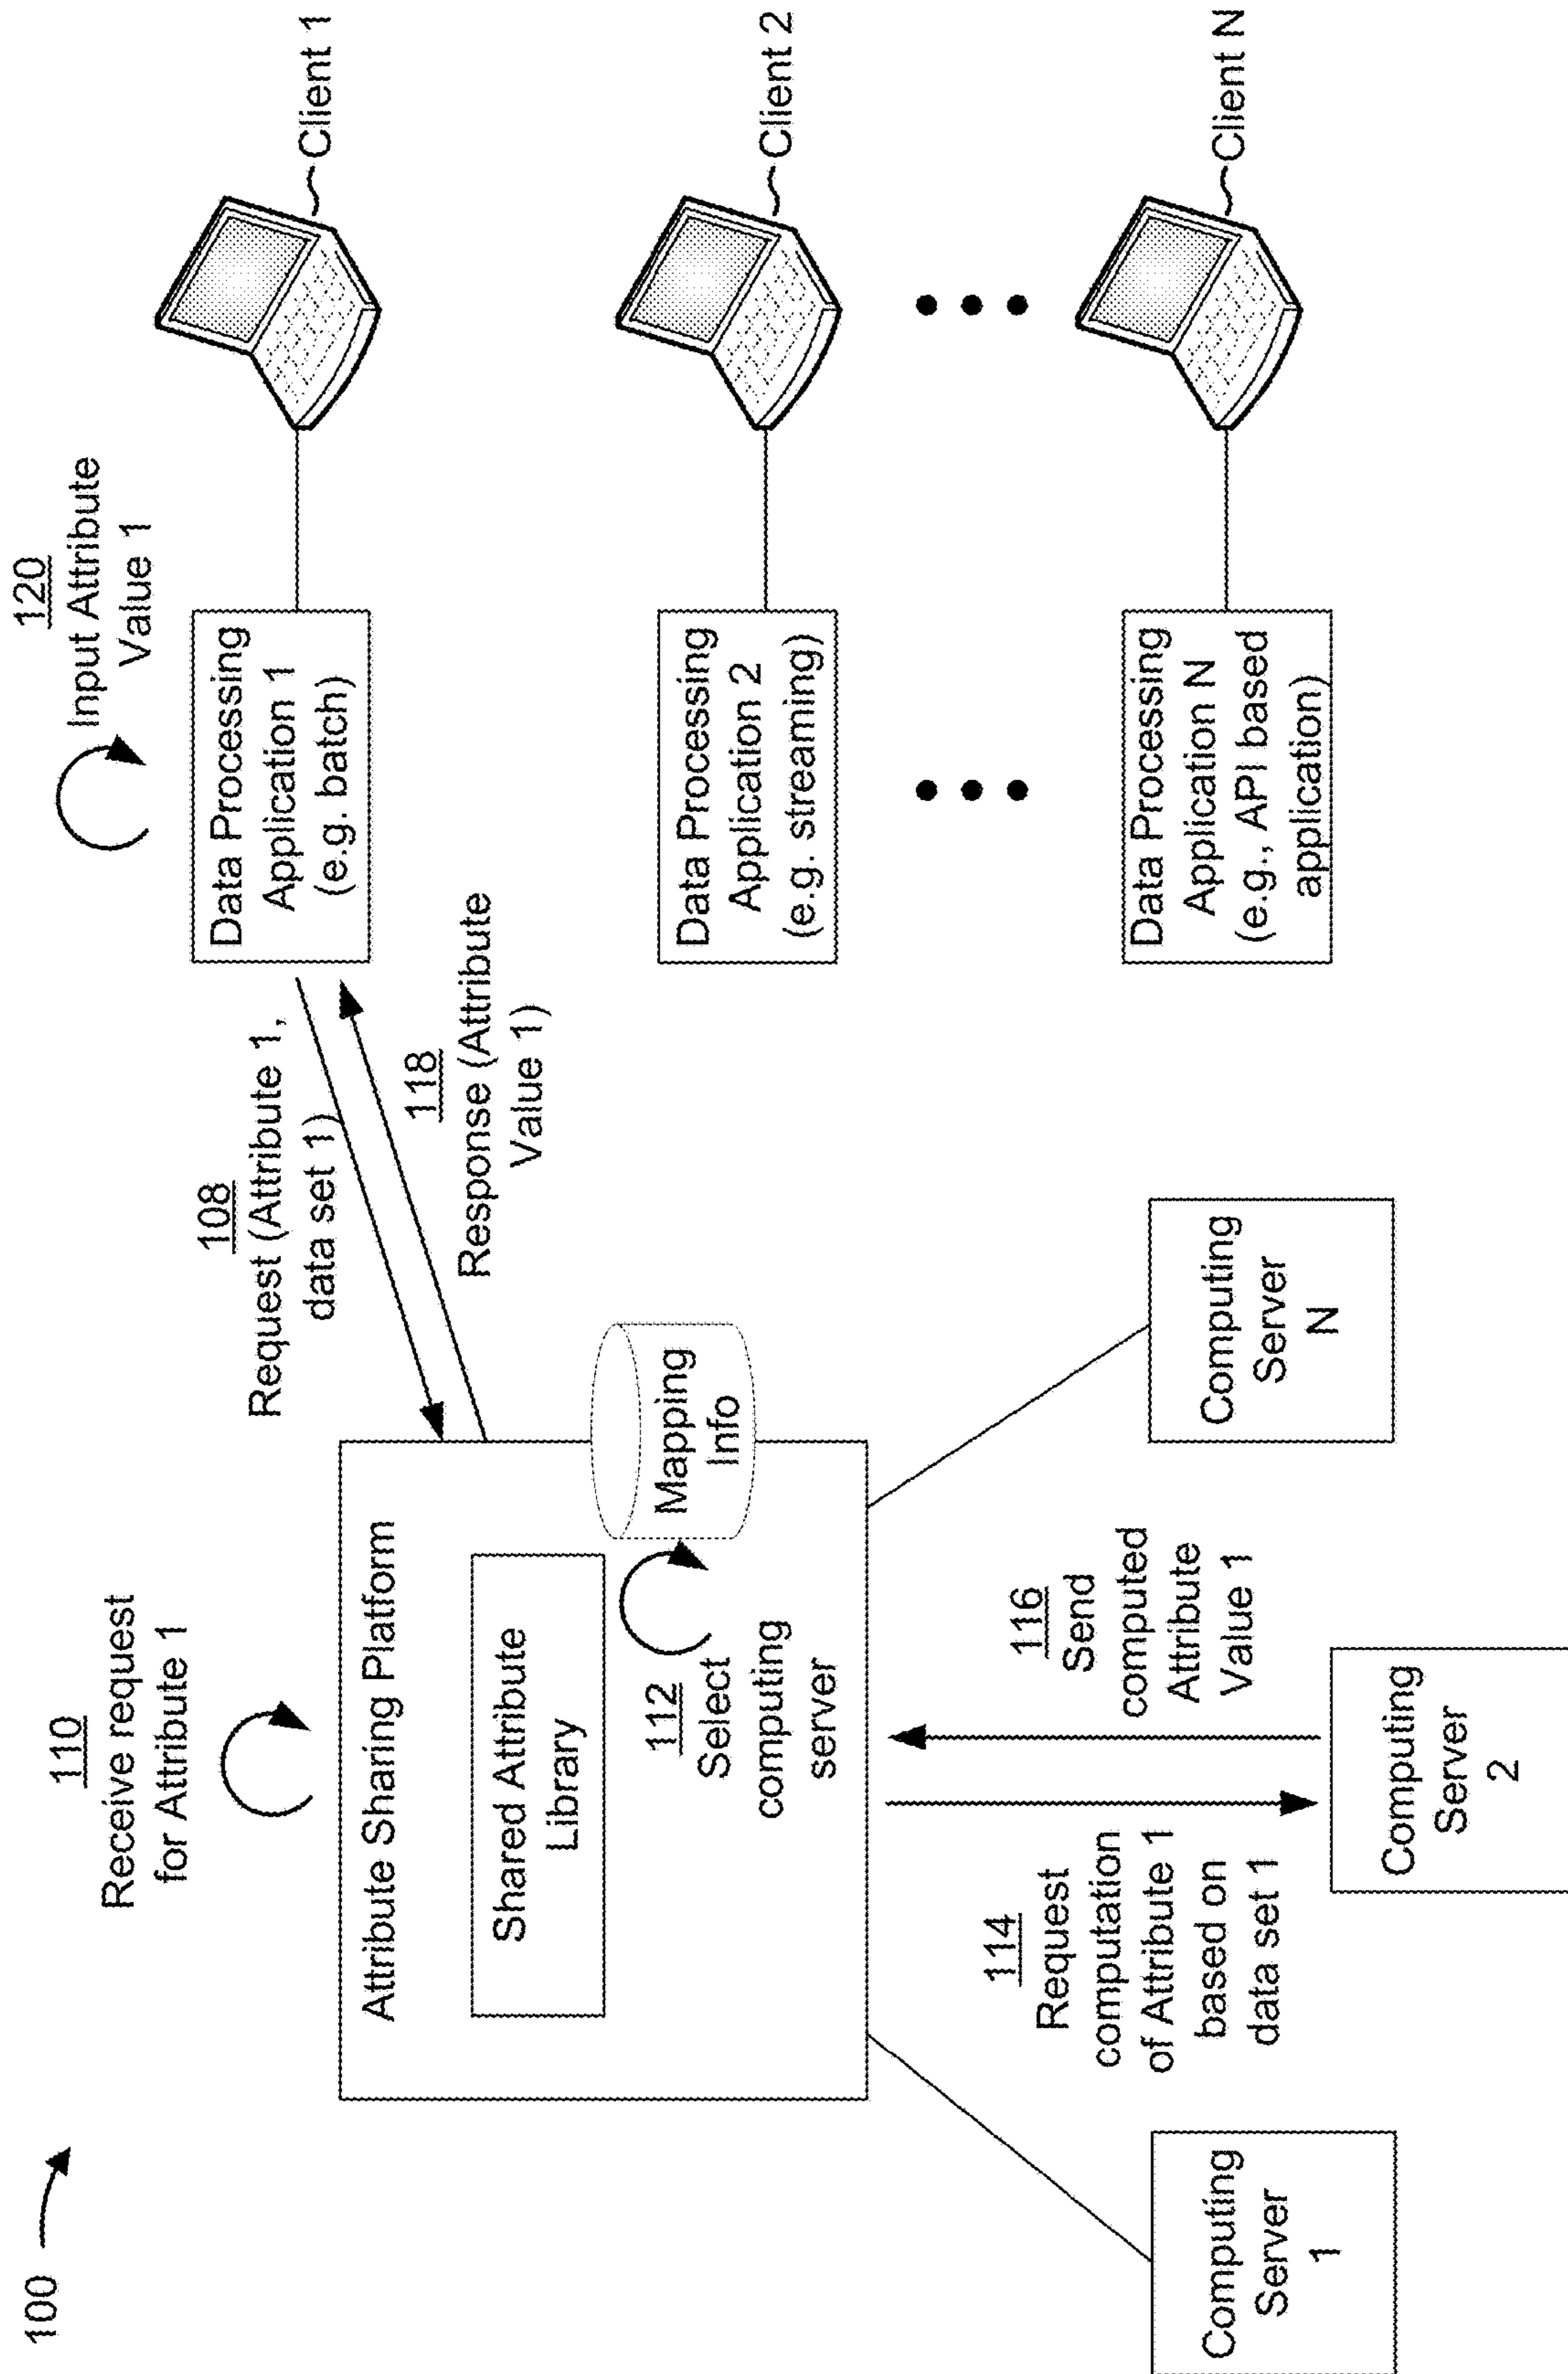 100
110
Receive request
for Attribute 1
Attribute Sharing Platform
Shared Attribute
Library
112
Select
computing
server
Mapping
Info
108
Request (Attribute 1,
data set 1)
118
Response (Attribute
Value 1)
120
Input Attribute
Value 1
Data Processing
Application 1
(e.g. batch)
Client 1
Data Processing
Application 2
(e.g. streaming)
Client 2
Data Processing
Application N
(e.g., API based
application)
Client N
114
Request
computation
of Attribute 1
based on
data set 1
116
Send
computed
Attribute
Value 1
Computing
Server
1
Computing
Server
2
Computing
Server
N